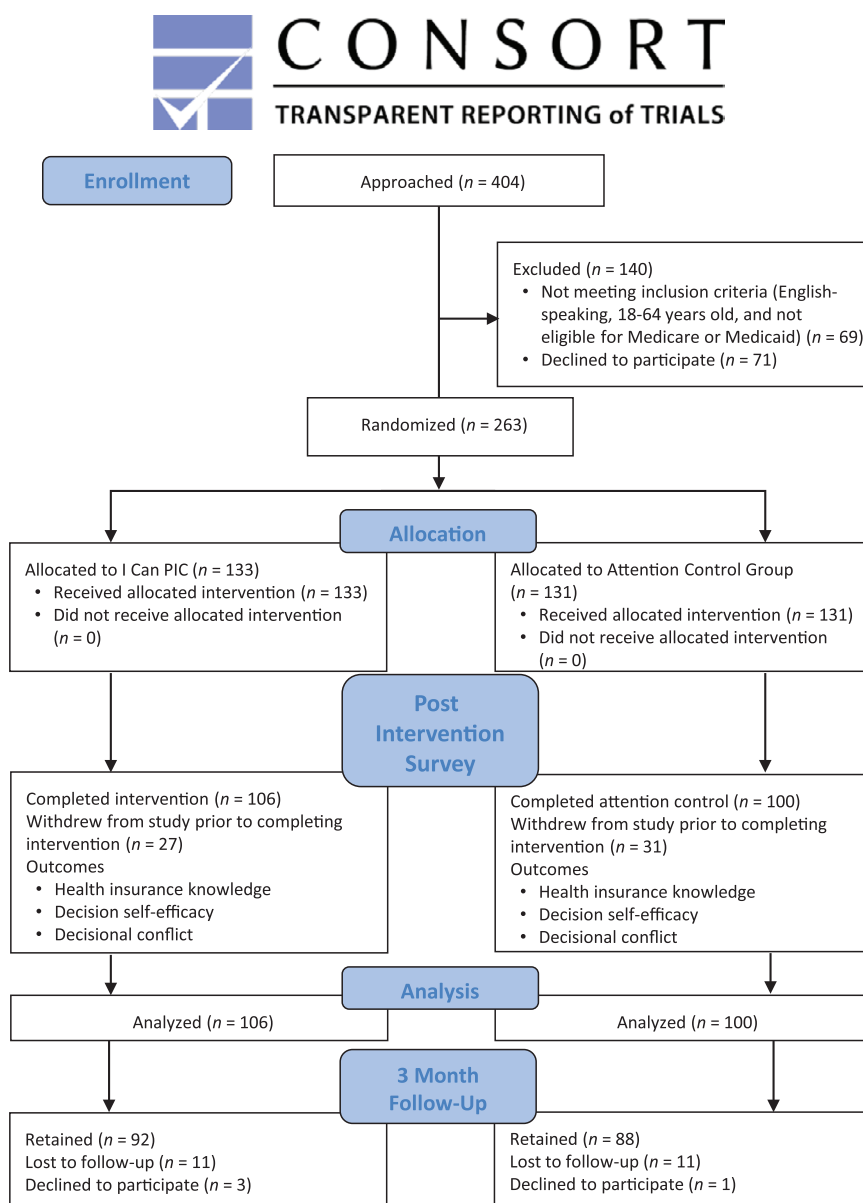 CONSORT
TRANSPARENT REPORTING of TRIALS
Enrollment
Approached (n = 404)
Excluded (n = 140)
• Not meeting inclusion criteria (English-
speaking, 18-64 years old, and not
eligible for Medicare or Medicaid) (n = 69)
• Declined to participate (n = 71)
Randomized (n = 263)
Allocation
Allocated to I Can PIC (n = 133)
• Received allocated intervention (n = 133)
• Did not receive allocated intervention
(n = 0)
Allocated to Attention Control Group
(n = 131)
• Received allocated intervention (n = 131)
• Did not receive allocated intervention
(n = 0)
Post
Intervention
Survey
Completed intervention (n = 106)
Withdrew from study prior to completing
intervention (n = 27)
Outcomes
• Health insurance knowledge
• Decision self-efficacy
• Decisional conflict
Completed attention control (n = 100)
Withdrew from study prior to completing
intervention (n = 31)
Outcomes
• Health insurance knowledge
• Decision self-efficacy
• Decisional conflict
Analysis
Analyzed (n = 106)
Analyzed (n = 100)
3 Month
Follow-Up
Retained (n = 92)
Lost to follow-up (n = 11)
Declined to participate (n = 3)
Retained (n = 88)
Lost to follow-up (n = 11)
Declined to participate (n = 1)